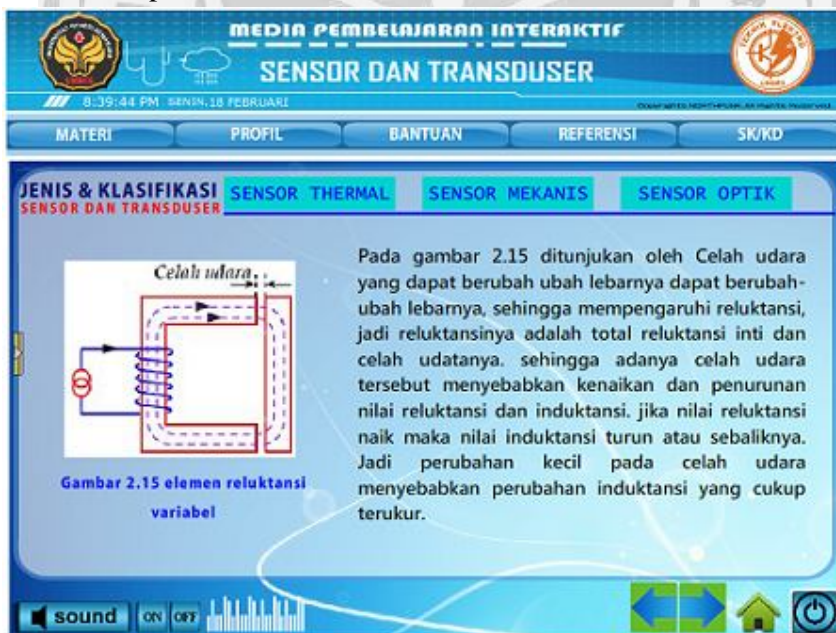 MEDIA PEMBELAJARAN INTERAKTIF
SENSOR DAN TRANSDUSER
8:39:44 PM SENIN, 18 FEBRUARI
MATERI PROFIL BANTUAN REFERENSI SK/KD
JENIS & KLASIFIKASI
SENSOR DAN TRANSDUSER
SENSOR THERMAL SENSOR MEKANIS SENSOR OPTIK
Celah udara
Gambar 2.15 elemen reluktansi
variabel
Pada gambar 2.15 ditunjukan oleh Celah udara
yang dapat berubah ubah lebarnya dapat berubah-
ubah lebarnya, sehingga mempengaruhi reluktansi,
jadi reluktansinya adalah total reluktansi inti dan
celah udatanya. sehingga adanya celah udara
tersebut menyebabkan kenaikan dan penurunan
nilai reluktansi dan induktansi. jika nilai reluktansi
naik maka nilai induktansi turun atau sebaliknya.
Jadi perubahan kecil pada celah udara
menyebabkan perubahan induktansi yang cukup
terukur.
sound ON OFF